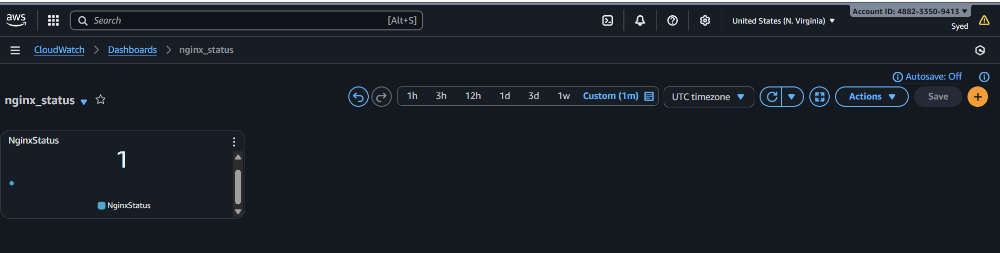 aws
Search
[Alt+S]
United States (N. Virginia)
Account ID: 4882-3350-9413
Syed
CloudWatch
Dashboards
nginx_status
Autosave: Off
nginx_status
1h 3h 12h 1d 3d 1w Custom (1m)
UTC timezone
Actions
Save
NginxStatus
1
NginxStatus